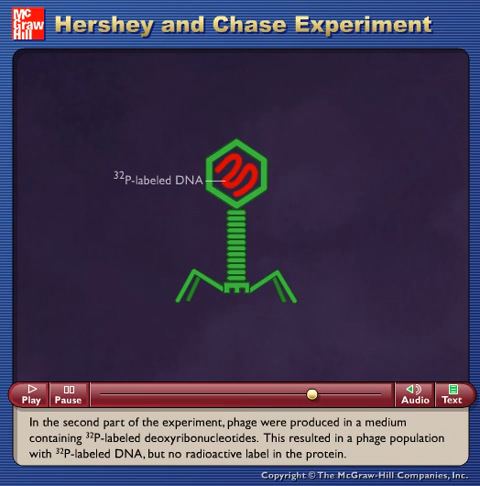 Mc
Graw
Hill
Hershey and Chase Experiment
³²P-labeled DNA
Play
Pause
Audio
Text
In the second part of the experiment, phage were produced in a medium
containing ³²P-labeled deoxyribonucleotides. This resulted in a phage population
with ³²P-labeled DNA, but no radioactive label in the protein.
Copyright © The McGraw-Hill Companies, Inc.